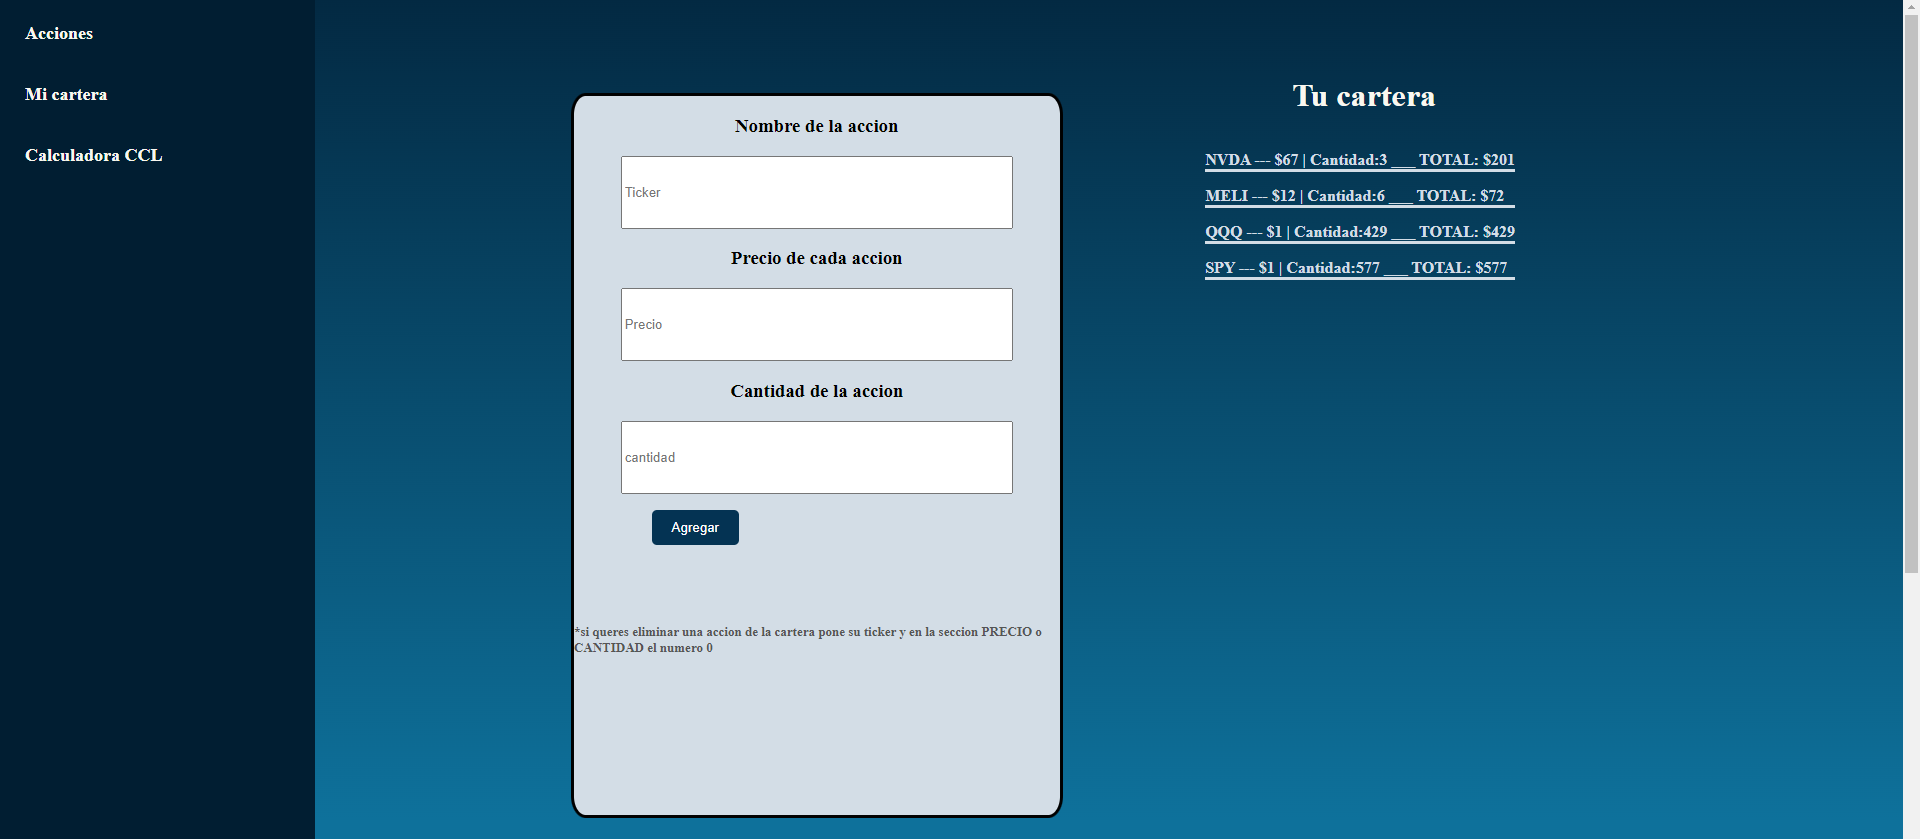 Acciones
Mi cartera
Calculadora CCL
Nombre de la accion
Ticker
Precio de cada accion
Precio
Cantidad de la accion
cantidad
Agregar
*si queres eliminar una accion de la cartera pone su ticker y en la seccion PRECIO o
CANTIDAD el numero 0
Tu cartera
NVDA --- $67 | Cantidad:3 ___ TOTAL: $201
MELI --- $12 | Cantidad:6 ___ TOTAL: $72
QQQ --- $1 | Cantidad:429 ___ TOTAL: $429
SPY --- $1 | Cantidad:577 ___ TOTAL: $577